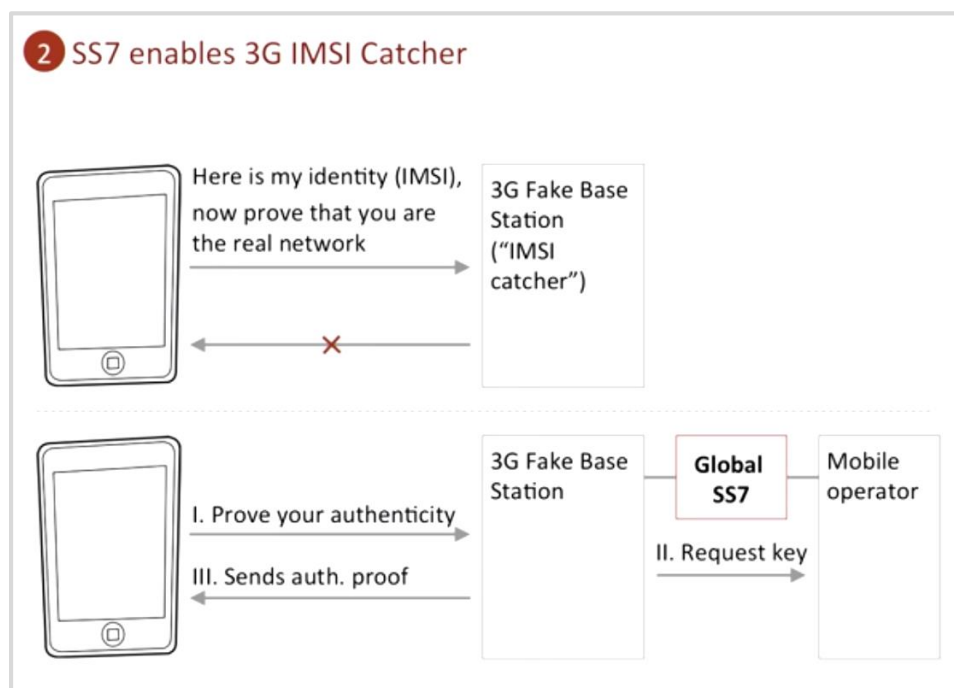 2 SS7 enables 3G IMSI Catcher
Here is my identity (IMSI),
now prove that you are
the real network
3G Fake Base
Station
(“IMSI
catcher”)
I. Prove your authenticity
III. Sends auth. proof
3G Fake Base
Station
Global
SS7
II. Request key
Mobile
operator